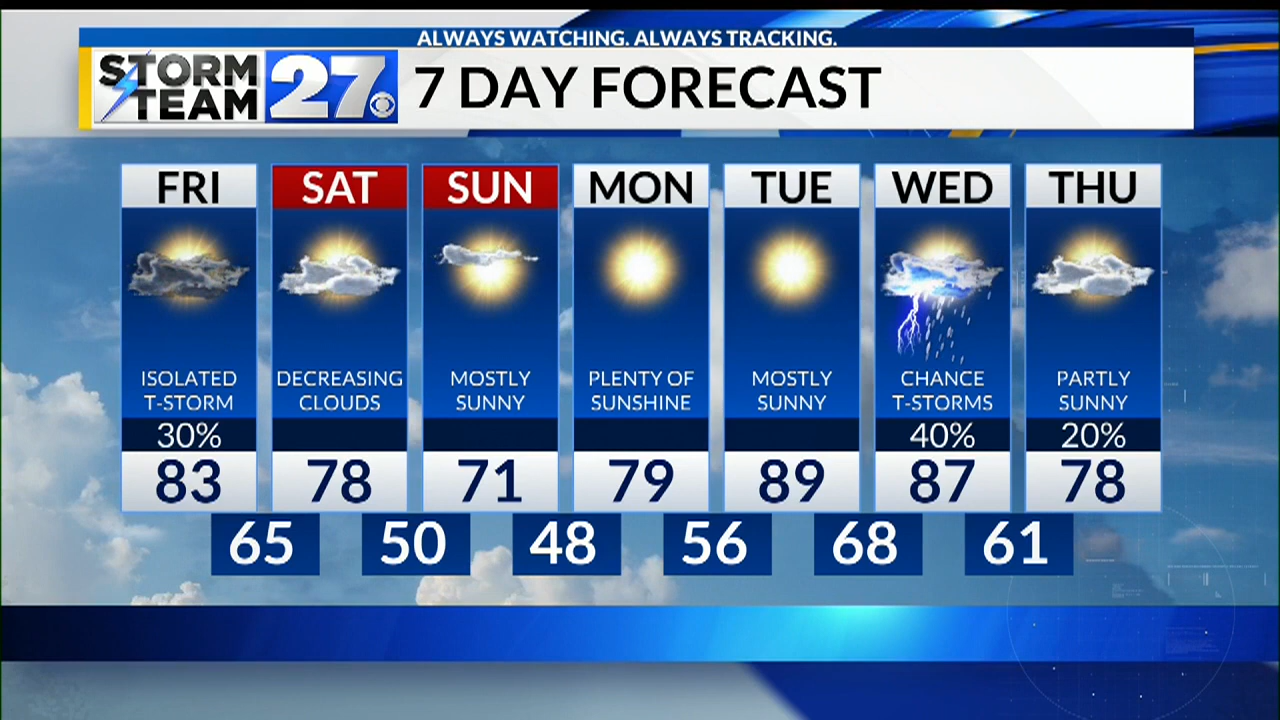 ALWAYS WATCHING. ALWAYS TRACKING.
STORM
TEAM
27
7 DAY FORECAST
FRI SAT SUN MON TUE WED THU
ISOLATED DECREASING MOSTLY PLENTY OF MOSTLY CHANCE PARTLY
T-STORM CLOUDS SUNNY SUNSHINE SUNNY T-STORMS SUNNY
30% 40% 20%
83 78 71 79 89 87 78
65 50 48 56 68 61